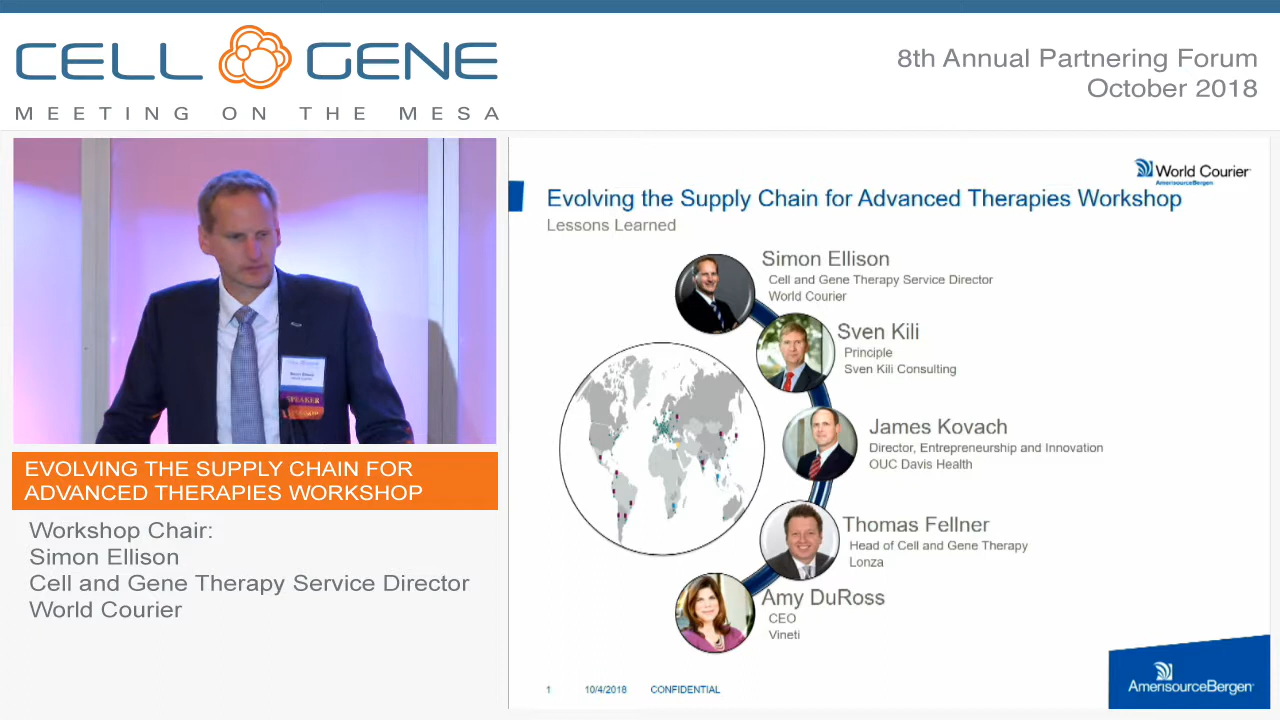 CELL GENE
MEETING ON THE MESA
8th Annual Partnering Forum
October 2018
SPEAKER
EVOLVING THE SUPPLY CHAIN FOR
ADVANCED THERAPIES WORKSHOP
Workshop Chair:
Simon Ellison
Cell and Gene Therapy Service Director
World Courier
World Courier
AmerisourceBergen
Evolving the Supply Chain for Advanced Therapies Workshop
Lessons Learned
Simon Ellison
Cell and Gene Therapy Service Director
World Courier
Sven Kili
Principle
Sven Kili Consulting
James Kovach
Director, Entrepreneurship and Innovation
OUC Davis Health
Thomas Fellner
Head of Cell and Gene Therapy
Lonza
Amy DuRoss
CEO
Vineti
1 10/4/2018 CONFIDENTIAL
AmerisourceBergen